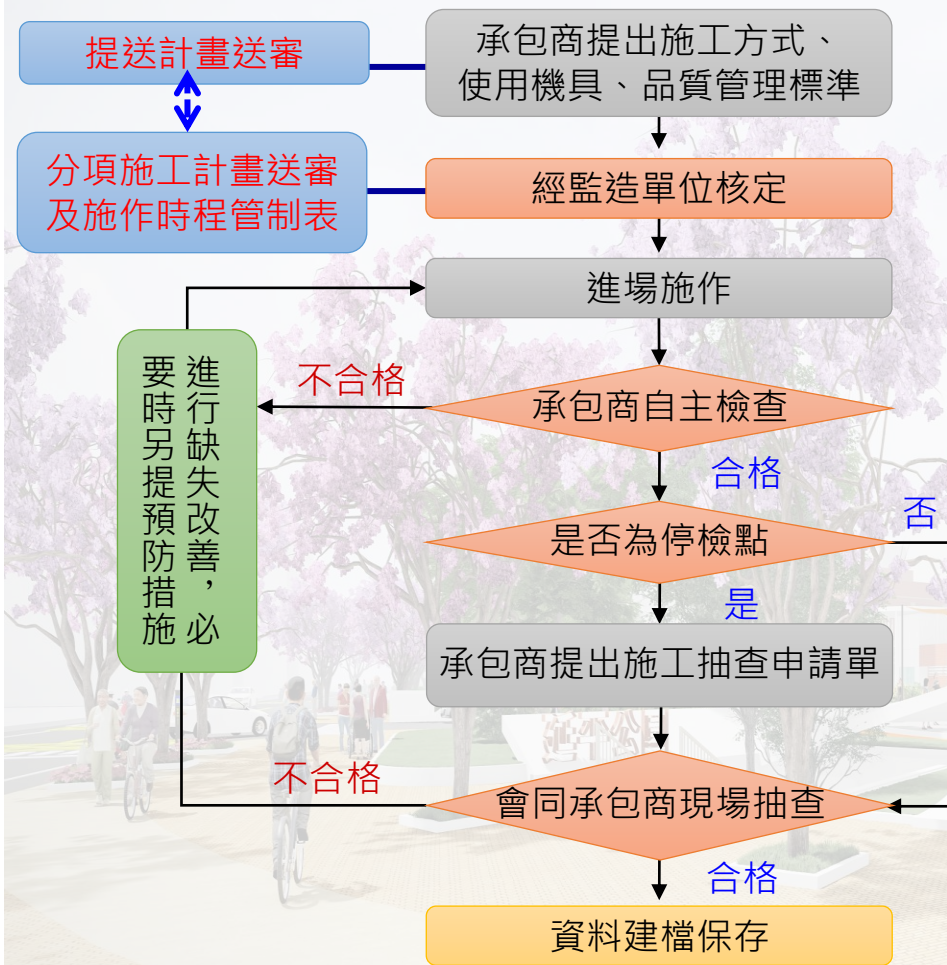 提送計畫送審
承包商提出施工方式、
使用機具、品質管理標準
分項施工計畫送審
及施作時程管制表
經監造單位核定
進場施作
進行缺失改善，必
要時另提預防措施
不合格
承包商自主檢查
合格
是否為停檢點
否
是
承包商提出施工抽查申請單
不合格
會同承包商現場抽查
合格
資料建檔保存